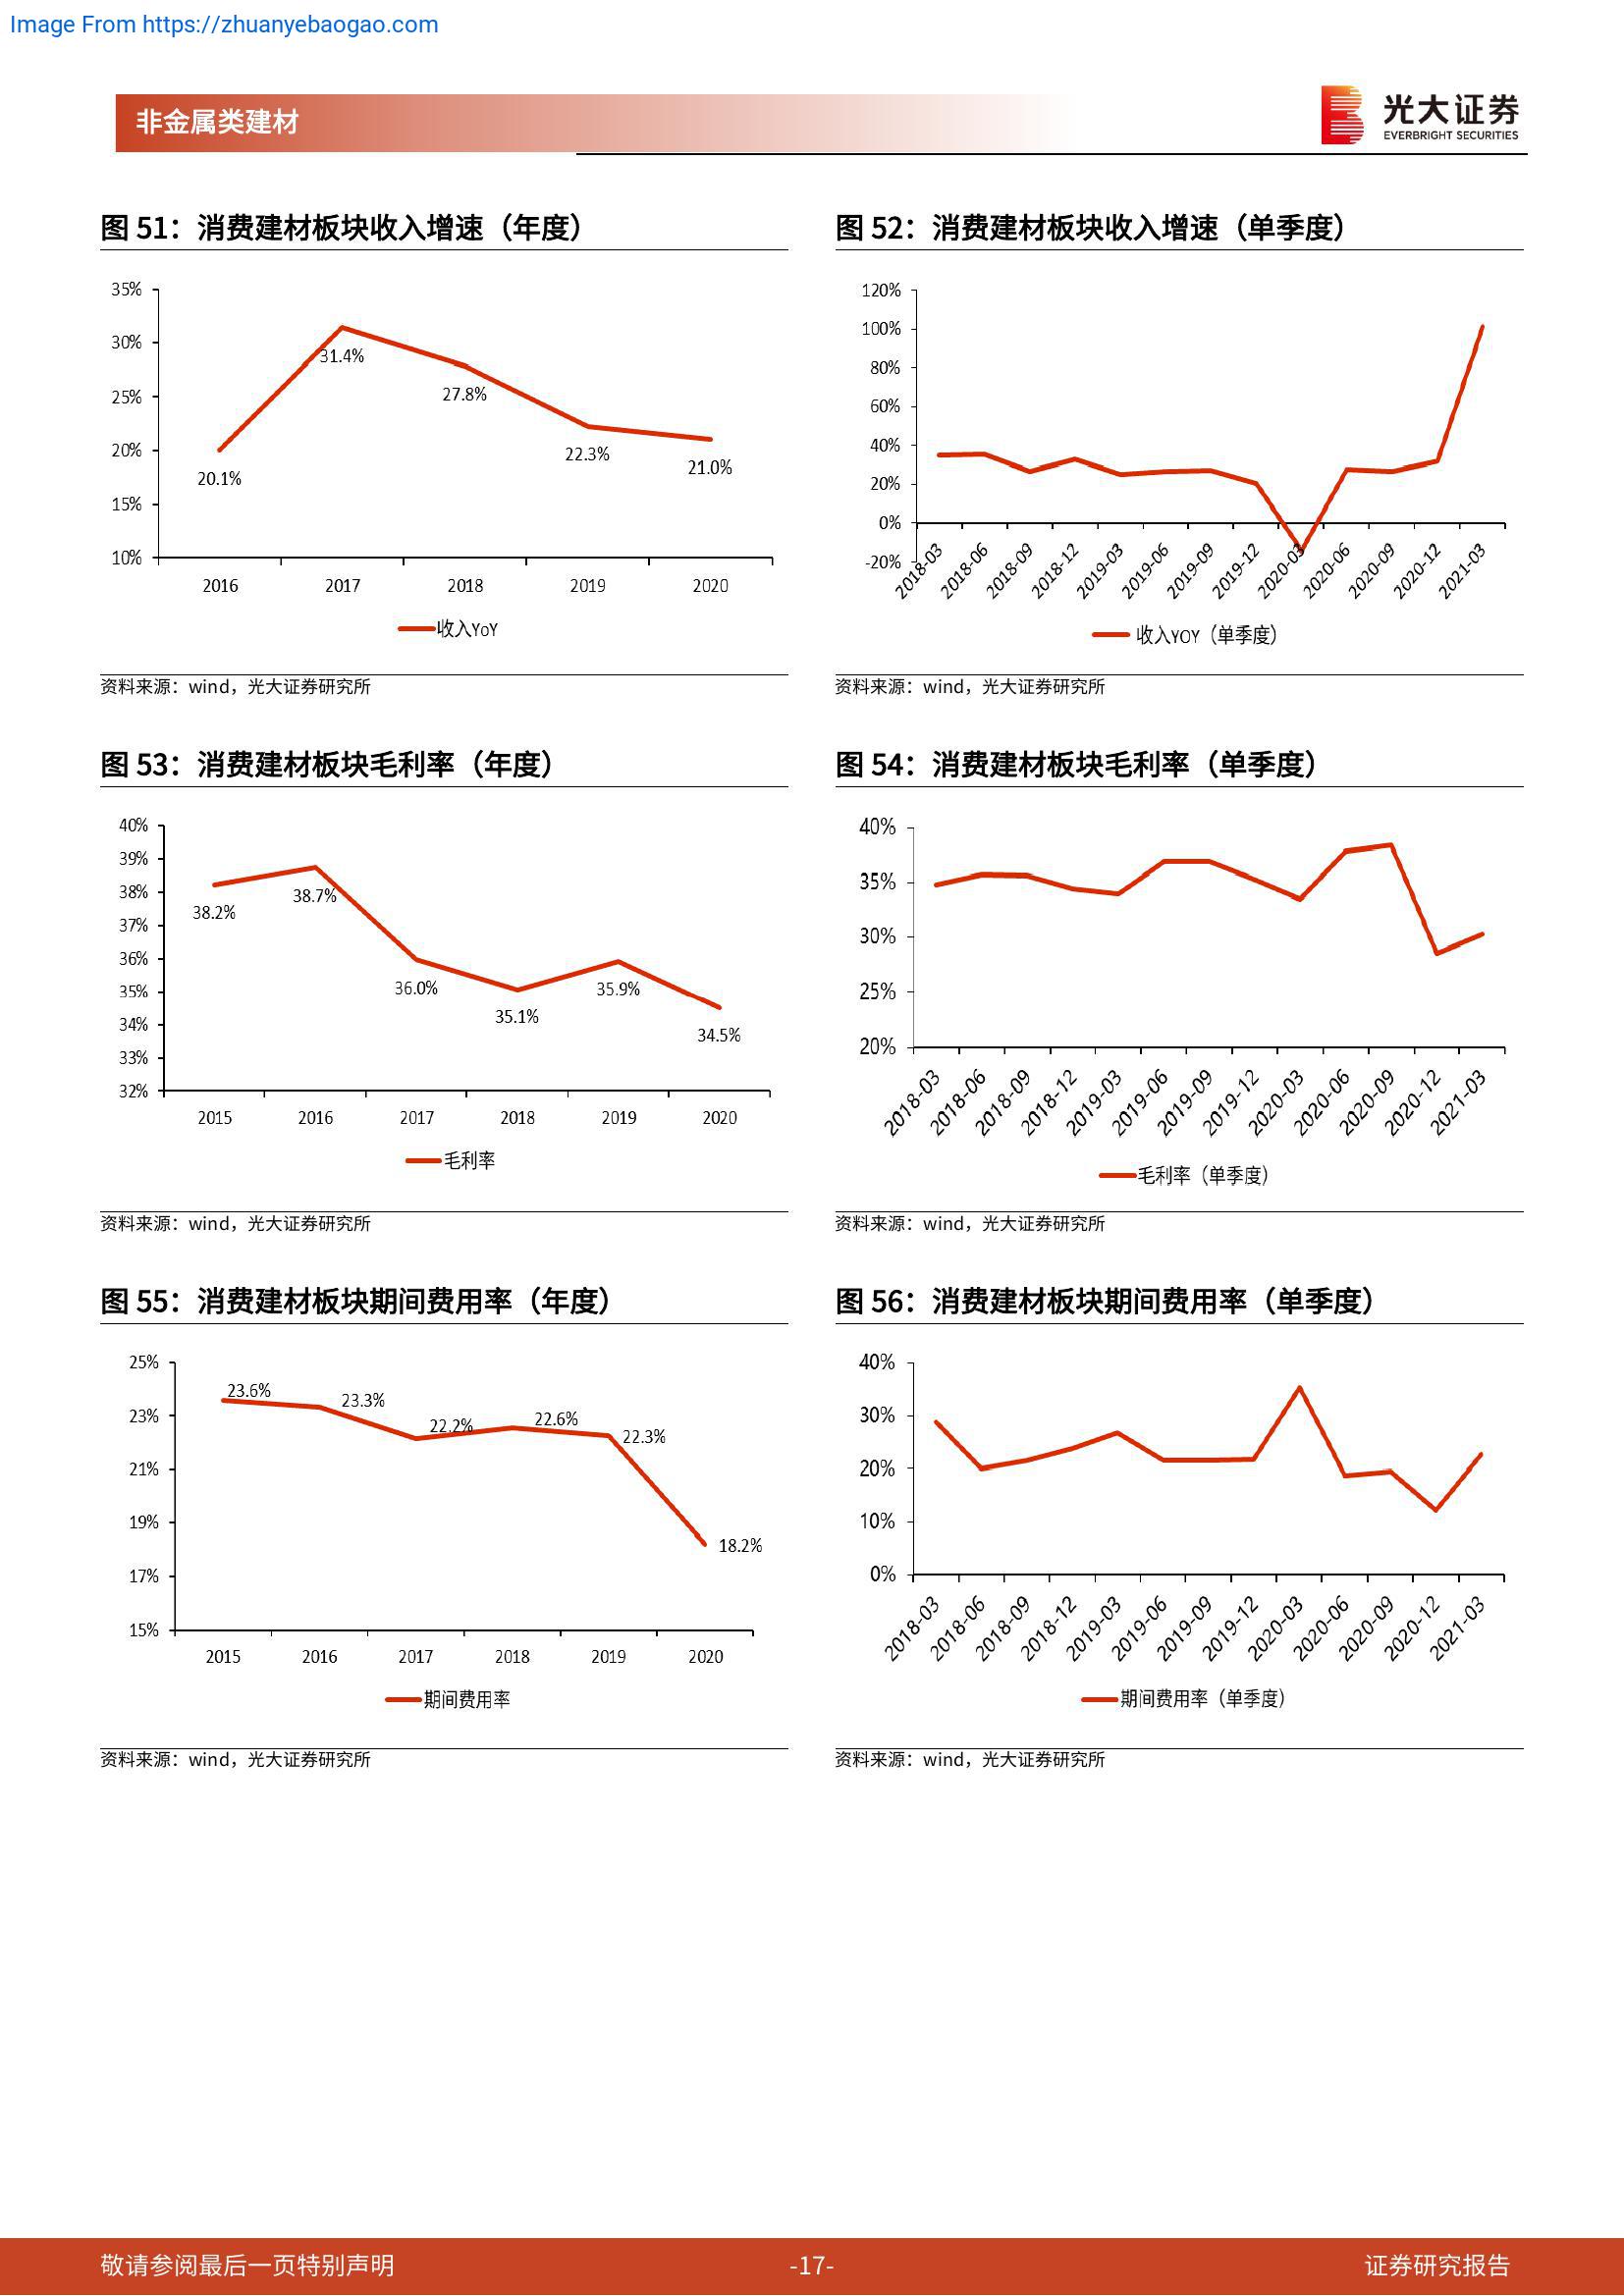 Image From https://zhuanyebaogao.com
非金属类建材
光大证券
EVERBRIGHT SECURITIES
图 51：消费建材板块收入增速（年度）
35%
30%
25%
20%
15%
10%
31.4%
27.8%
22.3%
21.0%
20.1%
2016 2017 2018 2019 2020
收入YoY
资料来源：wind，光大证券研究所
图 52：消费建材板块收入增速（单季度）
120%
100%
80%
60%
40%
20%
0%
-20%
2018-03 2018-06 2018-09 2018-12 2019-03 2019-06 2019-09 2019-12 2020-03 2020-06 2020-09 2020-12 2021-03
收入YOY（单季度）
资料来源：wind，光大证券研究所
图 53：消费建材板块毛利率（年度）
40%
39%
38%
37%
36%
35%
34%
33%
32%
38.2%
38.7%
36.0%
35.1%
35.9%
34.5%
2015 2016 2017 2018 2019 2020
毛利率
资料来源：wind，光大证券研究所
图 54：消费建材板块毛利率（单季度）
40%
35%
30%
25%
20%
2018-03 2018-06 2018-09 2018-12 2019-03 2019-06 2019-09 2019-12 2020-03 2020-06 2020-09 2020-12 2021-03
毛利率（单季度）
资料来源：wind，光大证券研究所
图 55：消费建材板块期间费用率（年度）
25%
23%
21%
19%
17%
15%
23.6%
23.3%
22.2%
22.6%
22.3%
18.2%
2015 2016 2017 2018 2019 2020
期间费用率
资料来源：wind，光大证券研究所
图 56：消费建材板块期间费用率（单季度）
40%
30%
20%
10%
0%
2018-03 2018-06 2018-09 2018-12 2019-03 2019-06 2019-09 2019-12 2020-03 2020-06 2020-09 2020-12 2021-03
期间费用率（单季度）
资料来源：wind，光大证券研究所
敬请参阅最后一页特别声明 -17- 证券研究报告